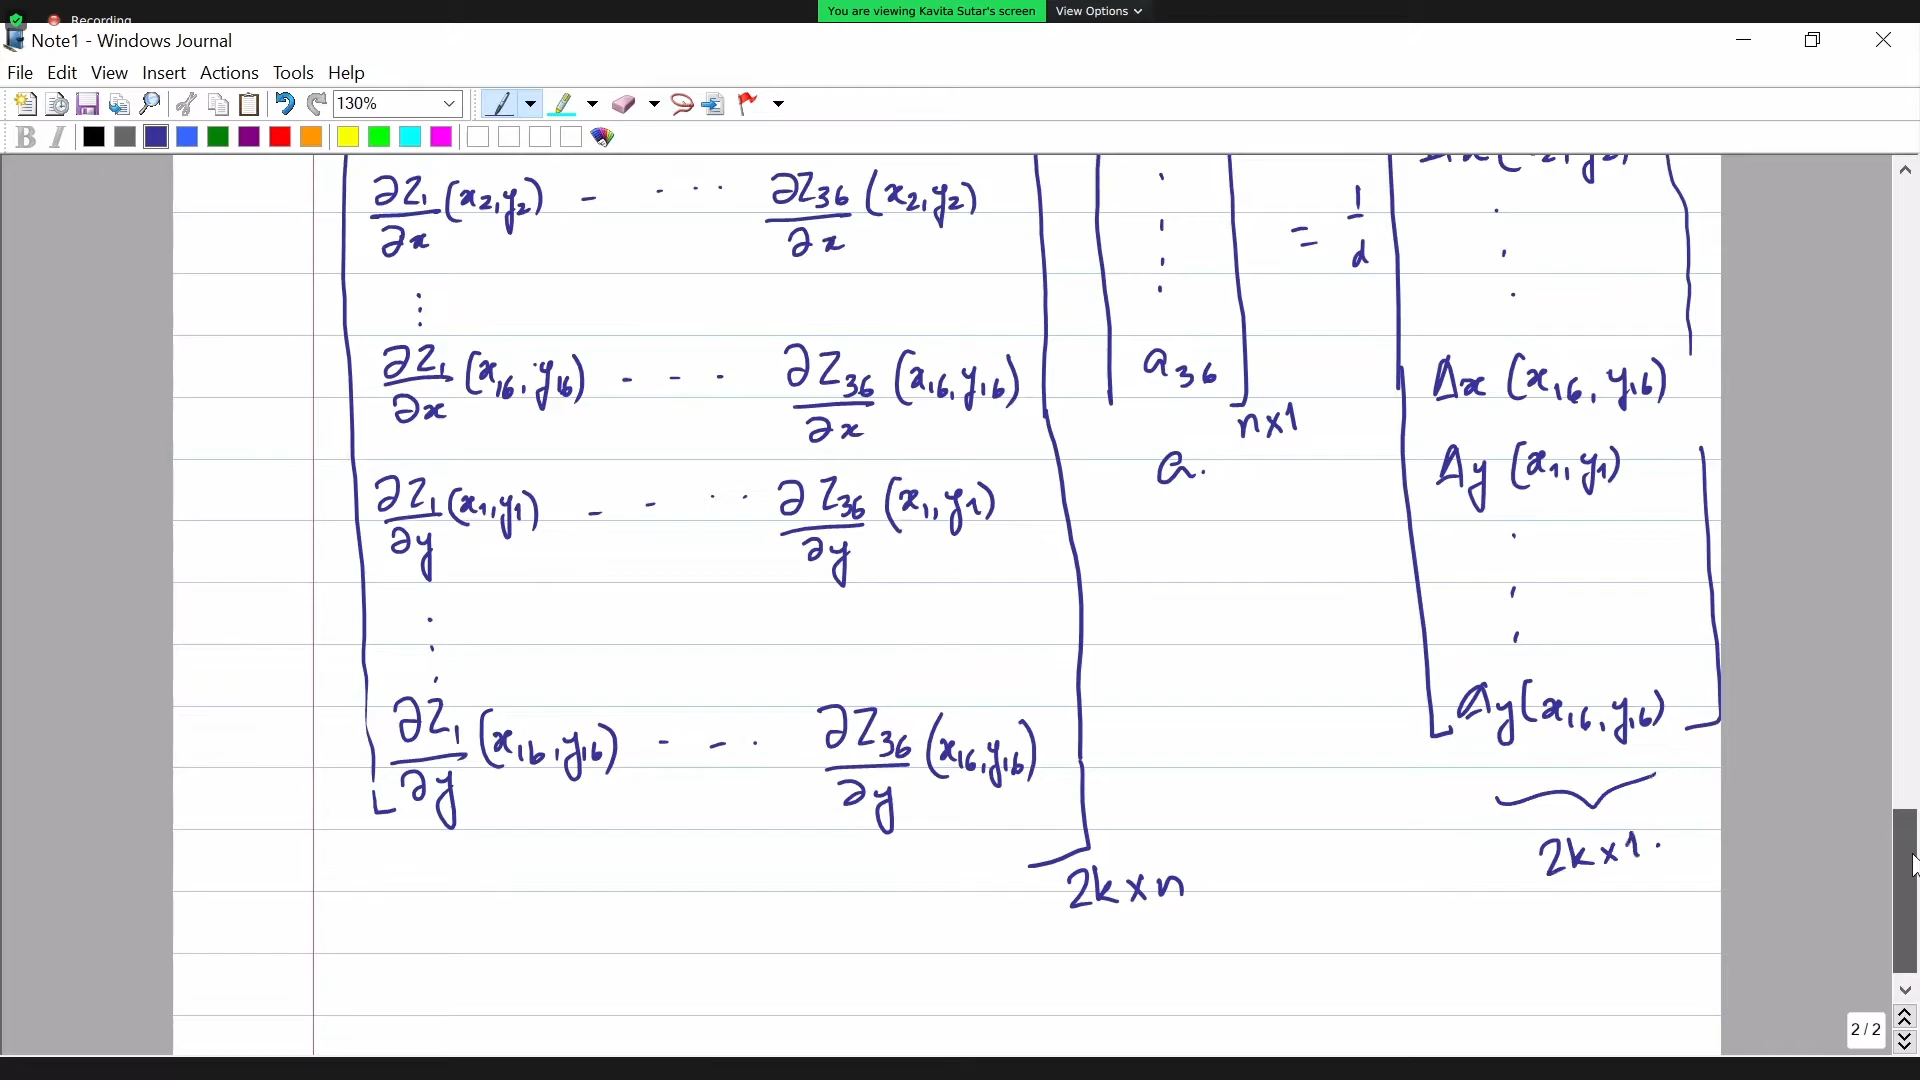 Recording
You are viewing Kavita Sutar's screen View Options
Note1 - Windows Journal
File Edit View Insert Actions Tools Help
130%
B I
∂Z₁/∂x (x₂,y₂) - · · · ∂Z₃₆/∂x (x₂,y₂) ⋮ = 1/d
⋮
∂Z₁/∂x (x₁₆, y₁₆) - - - ∂Z₃₆/∂x (x₁₆, y₁₆) a₃₆ Δx (x₁₆, y₁₆)
n×1
∂Z₁/∂y (x₁,y₁) - - · · ∂Z₃₆/∂y (x₁, y₁) a. Δy (x₁, y₁)
⋮ ⋮
∂Z₁/∂y (x₁₆, y₁₆) - - · ∂Z₃₆/∂y (x₁₆, y₁₆) Δy (x₁₆, y₁₆)
2k×n 2k×1.
2 / 2